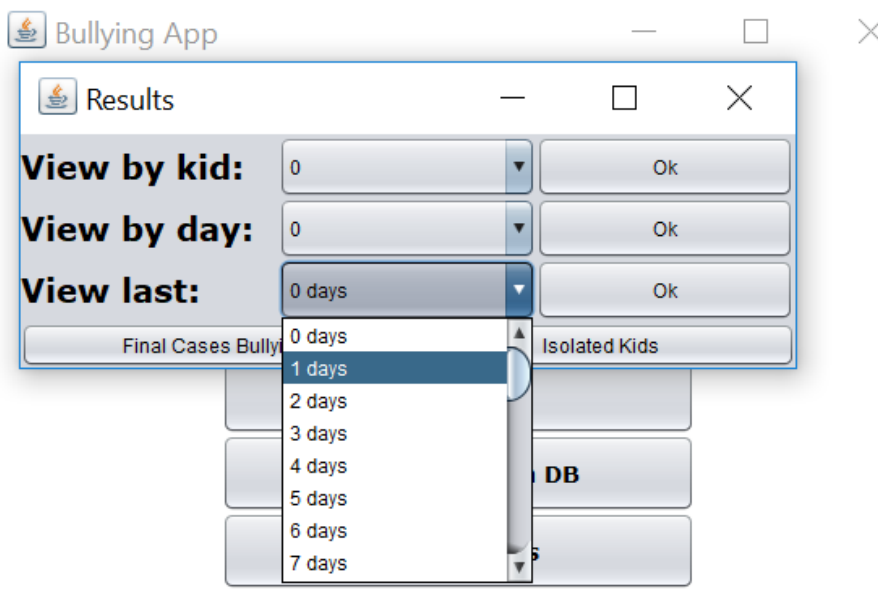 Bullying App
Results
View by kid: 0 Ok
View by day: 0 Ok
View last: 0 days Ok
Final Cases Isolated Kids
0 days
1 days
2 days
3 days
4 days
5 days
6 days
7 days
DB